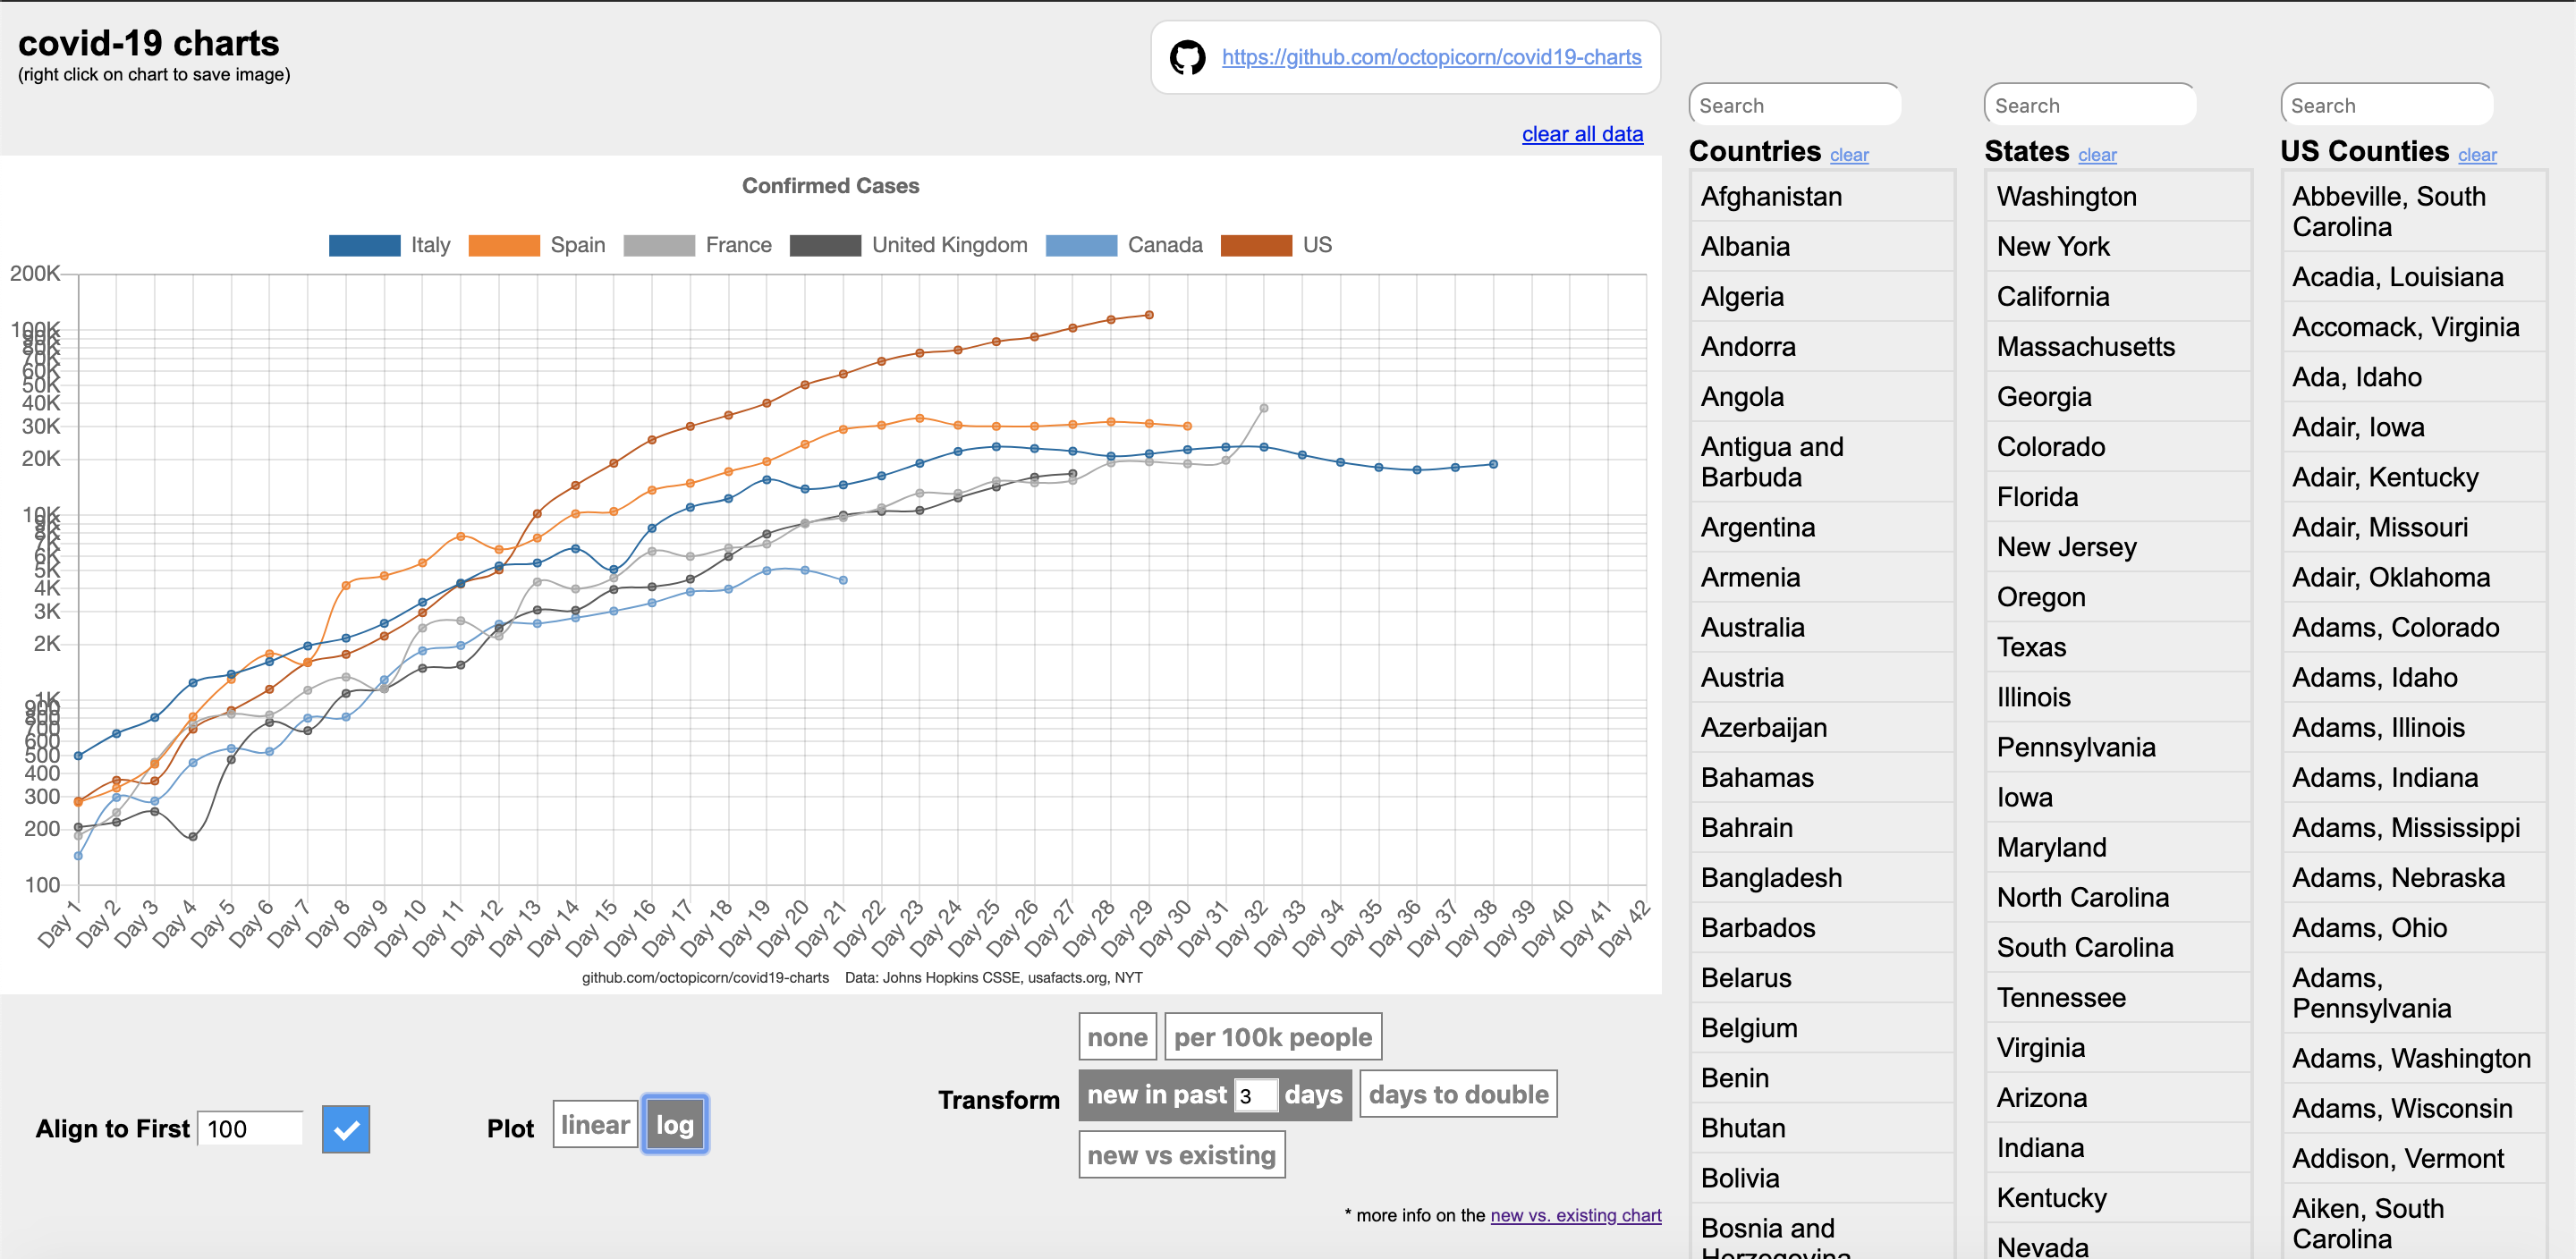 covid-19 charts
(right click on chart to save image)
https://github.com/octopicorn/covid19-charts
clear all data
Confirmed Cases
Italy Spain France United Kingdom Canada US
200K
100K
90K
80K
70K
60K
50K
40K
30K
20K
10K
9K
8K
7K
6K
5K
4K
3K
2K
1K
900
800
700
600
500
400
300
200
100
Day 1 Day 2 Day 3 Day 4 Day 5 Day 6 Day 7 Day 8 Day 9 Day 10 Day 11 Day 12 Day 13 Day 14 Day 15 Day 16 Day 17 Day 18 Day 19 Day 20 Day 21 Day 22 Day 23 Day 24 Day 25 Day 26 Day 27 Day 28 Day 29 Day 30 Day 31 Day 32 Day 33 Day 34 Day 35 Day 36 Day 37 Day 38 Day 39 Day 40 Day 41 Day 42
github.com/octopicorn/covid19-charts Data: Johns Hopkins CSSE, usafacts.org, NYT
Align to First 100
Plot linear log
Transform
none per 100k people
new in past 3 days days to double
new vs existing
* more info on the new vs. existing chart
Search
Countries clear
Afghanistan
Albania
Algeria
Andorra
Angola
Antigua and
Barbuda
Argentina
Armenia
Australia
Austria
Azerbaijan
Bahamas
Bahrain
Bangladesh
Barbados
Belarus
Belgium
Benin
Bhutan
Bolivia
Bosnia and
Herzegovina
Search
States clear
Washington
New York
California
Massachusetts
Georgia
Colorado
Florida
New Jersey
Oregon
Texas
Illinois
Pennsylvania
Iowa
Maryland
North Carolina
South Carolina
Tennessee
Virginia
Arizona
Indiana
Kentucky
Nevada
Search
US Counties clear
Abbeville, South
Carolina
Acadia, Louisiana
Accomack, Virginia
Ada, Idaho
Adair, Iowa
Adair, Kentucky
Adair, Missouri
Adair, Oklahoma
Adams, Colorado
Adams, Idaho
Adams, Illinois
Adams, Indiana
Adams, Mississippi
Adams, Nebraska
Adams, Ohio
Adams,
Pennsylvania
Adams, Washington
Adams, Wisconsin
Addison, Vermont
Aiken, South
Carolina